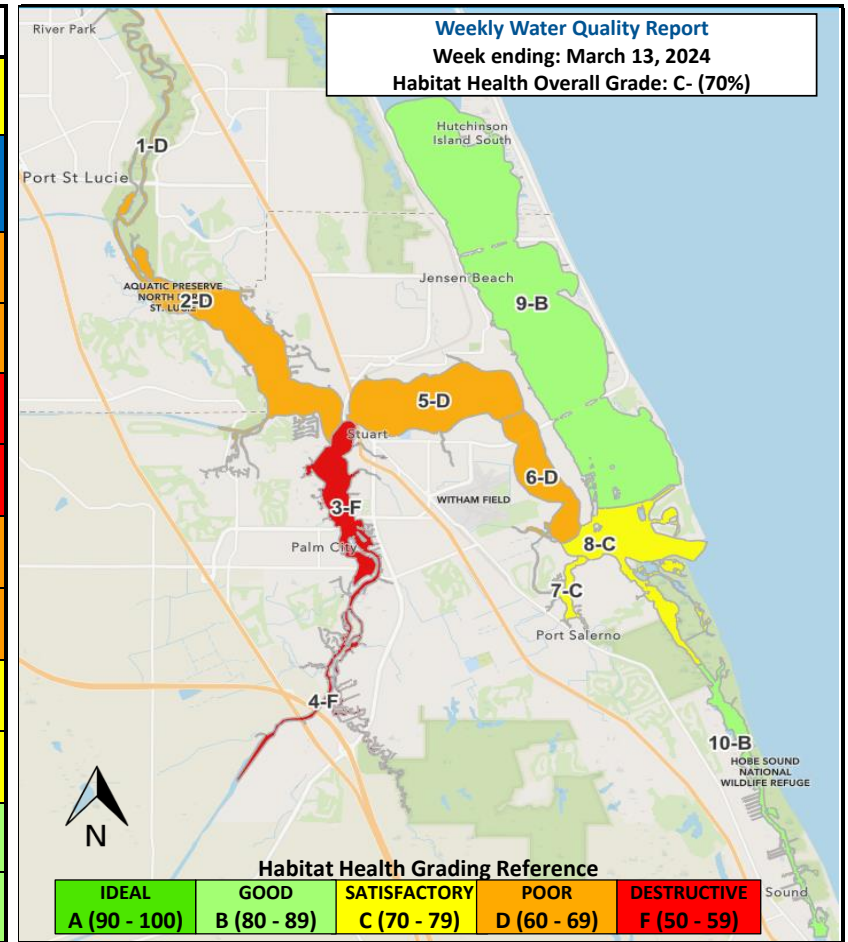 Weekly Water Quality Report
Week ending: March 13, 2024
Habitat Health Overall Grade: C- (70%)
River Park
Hutchinson
Island South
1-D
Port St Lucie
Jensen Beach
AQUATIC PRESERVE
NORTH
ST. LUCIE
2-D
9-B
5-D
Stuart
6-D
WITHAM FIELD
3-F
Palm City
8-C
7-C
Port Salerno
4-F
10-B
HOBE SOUND
NATIONAL
WILDLIFE REFUGE
N
Habitat Health Grading Reference
IDEAL
A (90 - 100)
GOOD
B (80 - 89)
SATISFACTORY
C (70 - 79)
POOR
D (60 - 69)
DESTRUCTIVE
F (50 - 59)
Sound